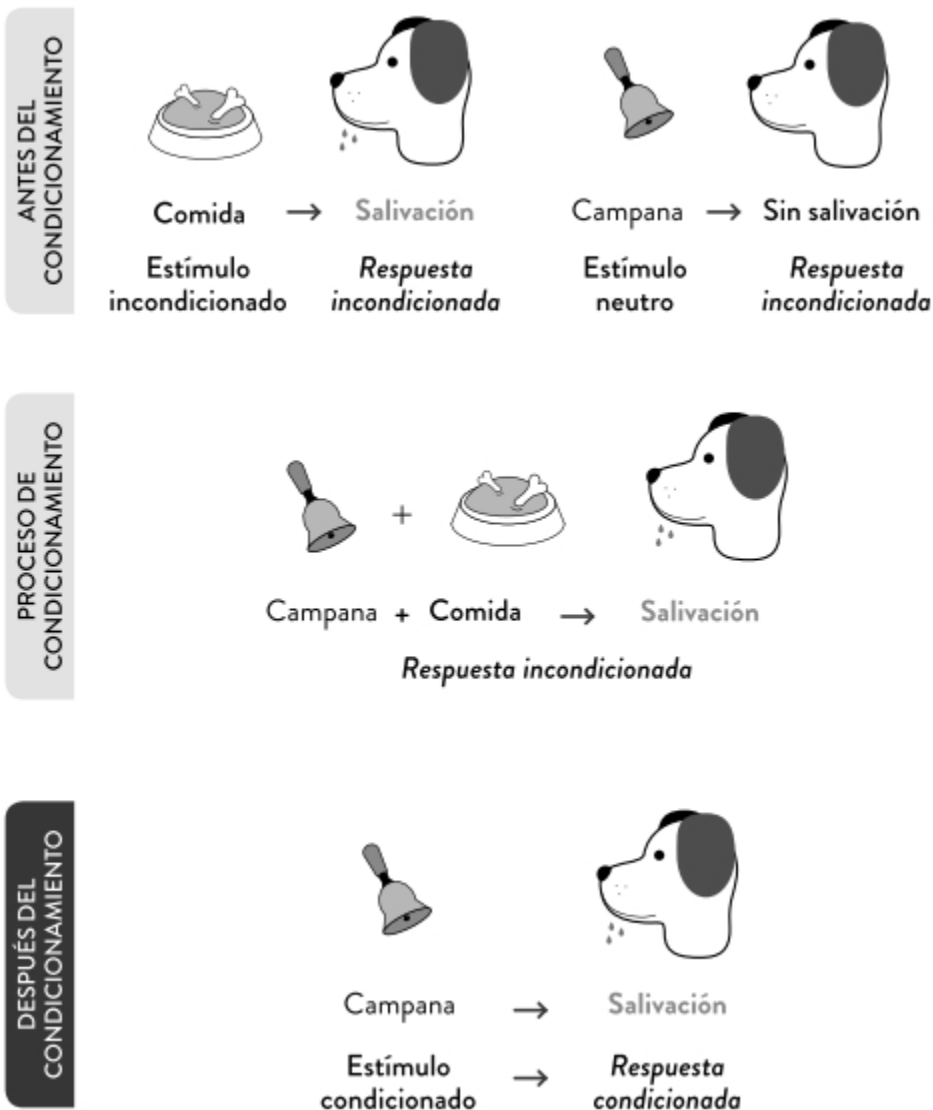 ANTES DEL
CONDICIONAMIENTO
Comida → Salivación
Estímulo
incondicionado
Respuesta
incondicionada
Campana → Sin salivación
Estímulo
neutro
Respuesta
incondicionada
PROCESO DE
CONDICIONAMIENTO
+
Campana + Comida → Salivación
Respuesta incondicionada
DESPUÉS DEL
CONDICIONAMIENTO
Campana → Salivación
Estímulo
condicionado
→
Respuesta
condicionada